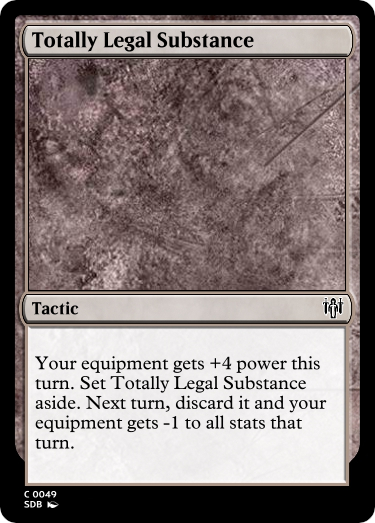 Totally Legal Substance
Tactic
Your equipment gets +4 power this
turn. Set Totally Legal Substance
aside. Next turn, discard it and your
equipment gets -1 to all stats that
turn.
C 0049
SDB